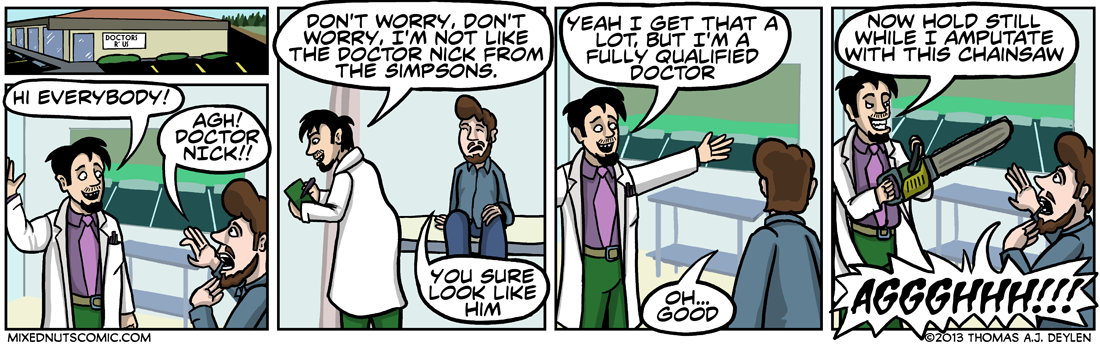 DOCTORS
R' US
HI EVERYBODY!
AGH!
DOCTOR
NICK!!
DON'T WORRY, DON'T
WORRY, I'M NOT LIKE
THE DOCTOR NICK FROM
THE SIMPSONS.
YOU SURE
LOOK LIKE
HIM
YEAH I GET THAT A
LOT, BUT I'M A
FULLY QUALIFIED
DOCTOR
OH...
GOOD
NOW HOLD STILL
WHILE I AMPUTATE
WITH THIS CHAINSAW
AGGGHHH!!!
MIXEDNUTSCOMIC.COM
©2013 THOMAS A.J. DEYLEN